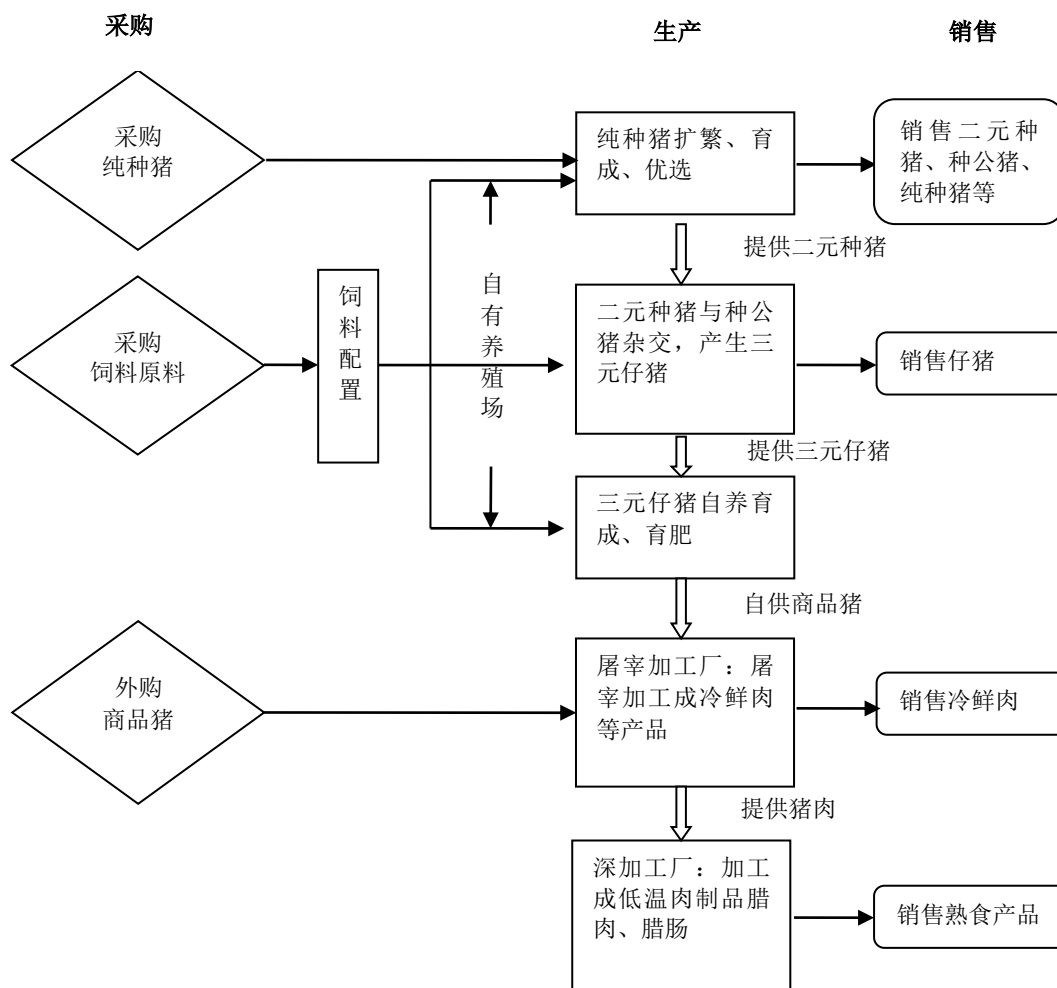 采购
生产
销售
采购
纯种猪
纯种猪扩繁、育
成、优选
销售二元种
猪、种公猪、
纯种猪等
提供二元种猪
采购
饲料原料
饲
料
配
置
自
有
养
殖
场
二元种猪与种公
猪杂交，产生三
元仔猪
销售仔猪
提供三元仔猪
三元仔猪自养育
成、育肥
自供商品猪
外购
商品猪
屠宰加工厂：屠
宰加工成冷鲜肉
等产品
销售冷鲜肉
提供猪肉
深加工厂：加工
成低温肉制品腊
肉、腊肠
销售熟食产品